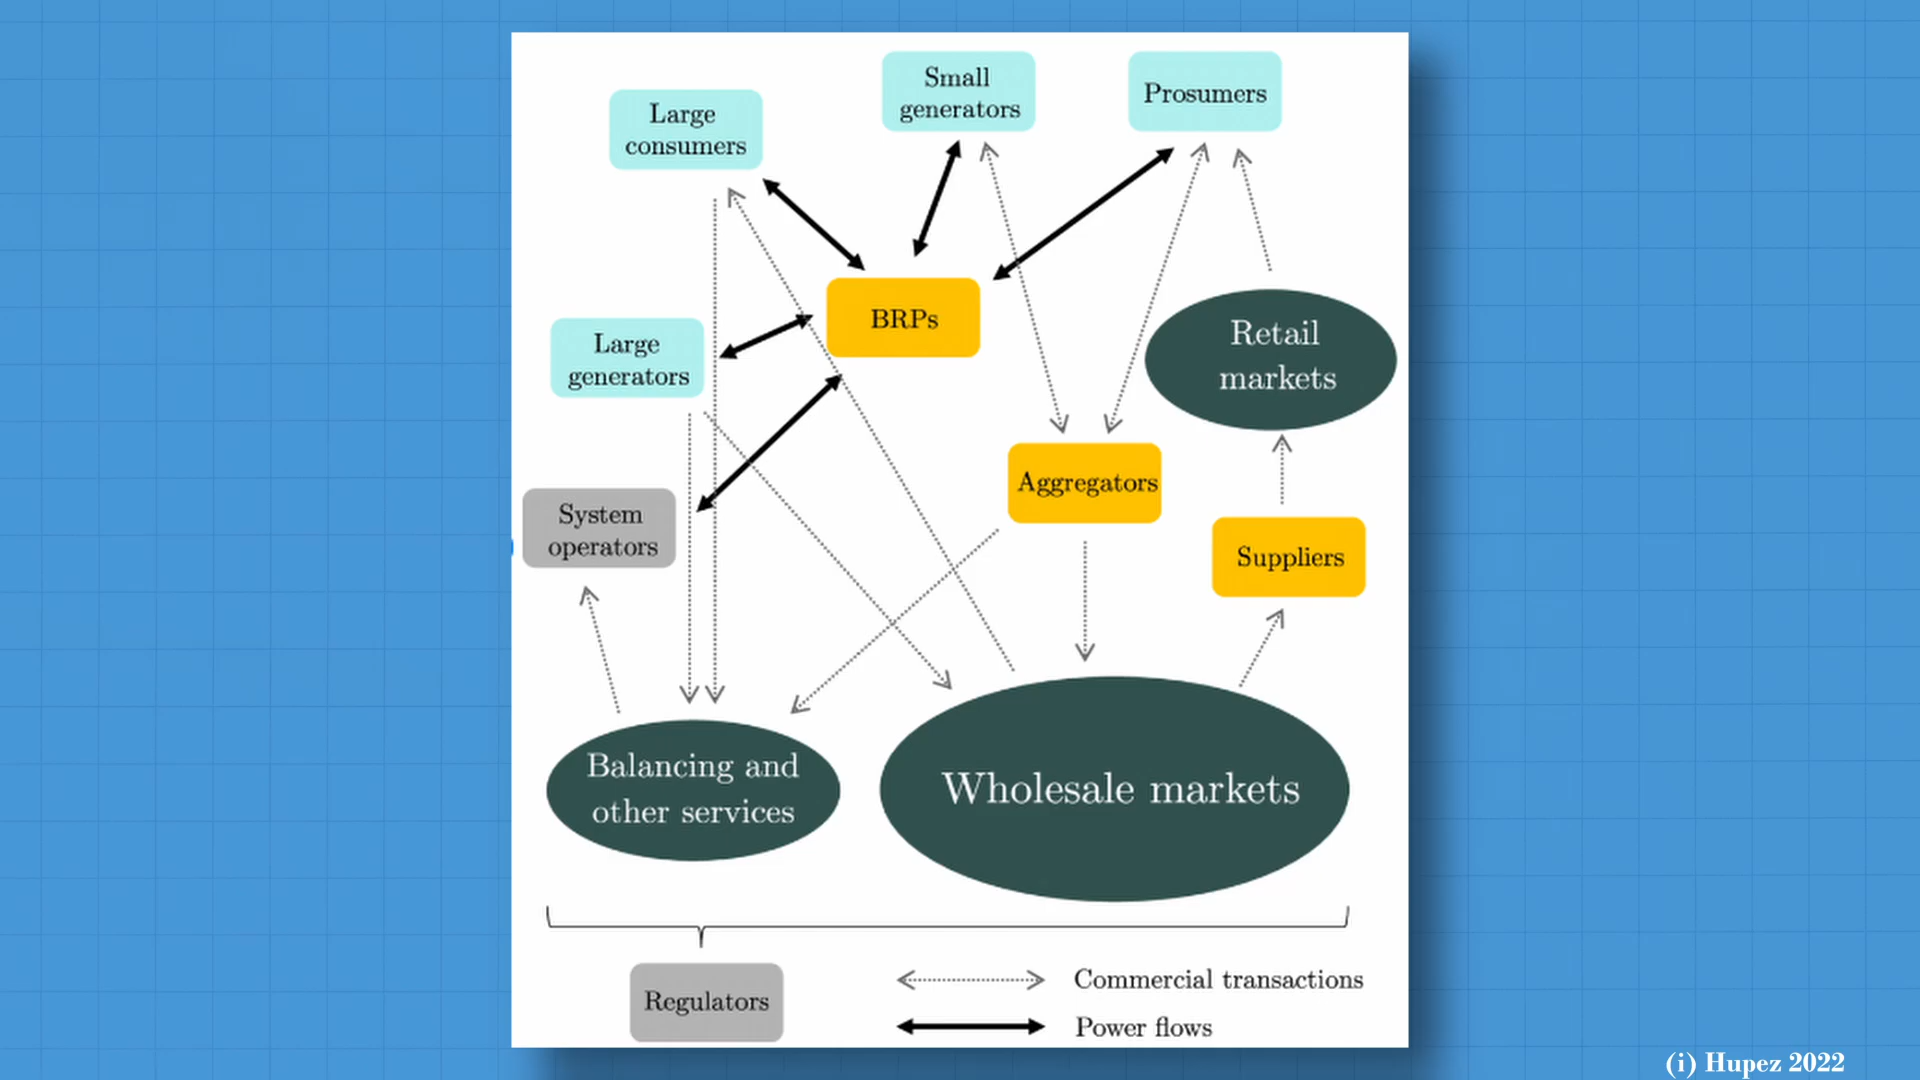 Small
generators
Prosumers
Large
consumers
BRPs
Retail
markets
Large
generators
Aggregators
System
operators
Suppliers
Balancing and
other services
Wholesale markets
Regulators
Commercial transactions
Power flows
(i) Hupez 2022